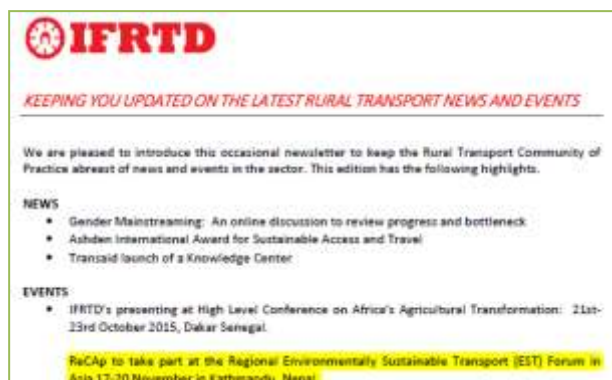 IFRTD
KEEPING YOU UPDATED ON THE LATEST RURAL TRANSPORT NEWS AND EVENTS
We are pleased to introduce this occasional newsletter to keep the Rural Transport Community of
Practice abreast of news and events in the sector. This edition has the following highlights.
NEWS
• Gender Mainstreaming: An online discussion to review progress and bottleneck
• Ashden International Award for Sustainable Access and Travel
• Transaid launch of a Knowledge Center
EVENTS
• IFRTD's presenting at High Level Conference on Africa's Agricultural Transformation: 21st-
23rd October 2015, Dakar Senegal
ReCAp to take part at the Regional Environmentally Sustainable Transport (EST) Forum in
Asia 17-20 November in Kathmandu, Nepal